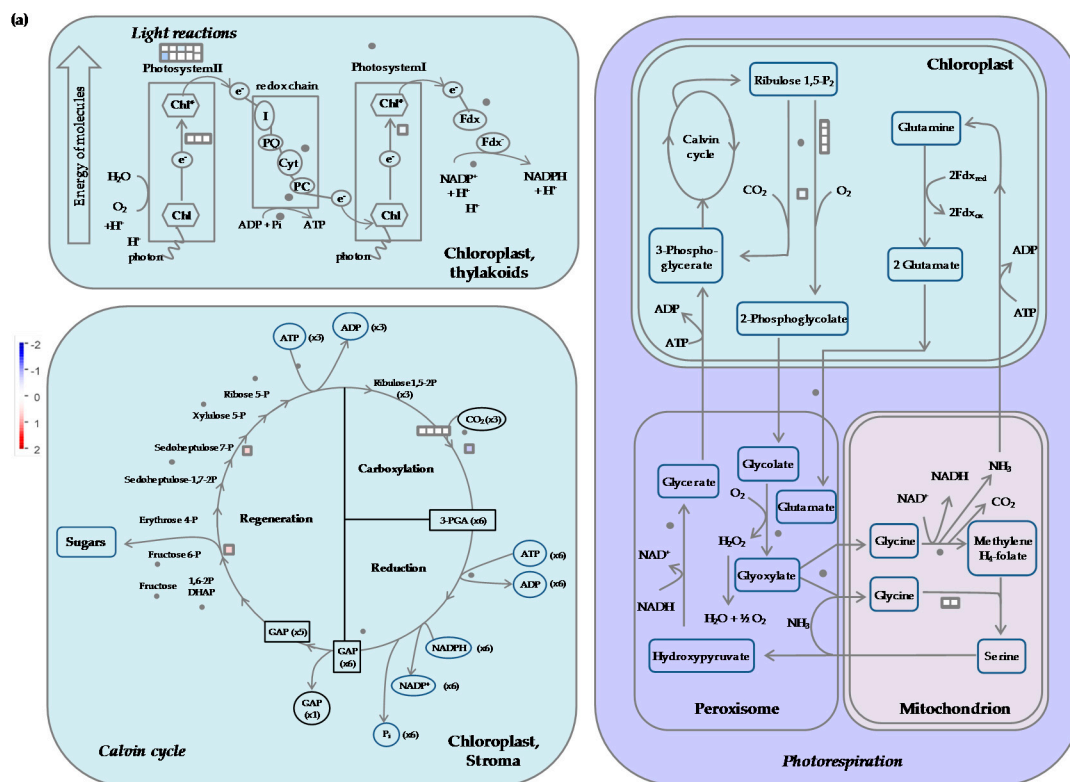 (a)
Light reactions
Photosystem II
Photosystem I
redox chain
Energy of molecules
Chl*
e-
Chl
H2O
O2
+H+
H+
photon
e-
I
PQ
Cyt
PC
e-
ADP + Pi
ATP
Chl*
e-
Chl
photon
e-
Fdx
Fdx-
NADP+
+ H+
H+
NADPH
+ H+
Chloroplast,
thylakoids
-2
-1
0
1
2
ATP
(x3)
ADP
(x3)
Ribulose 1,5-2P
(x3)
CO2 (x3)
Ribose 5-P
Xylulose 5-P
Sedoheptulose 7-P
Sedoheptulose-1,7-2P
Erythrose 4-P
Sugars
Fructose 6-P
Fructose
1,6-2P
DHAP
Regeneration
Carboxylation
Reduction
3-PGA (x6)
ATP
(x6)
ADP
(x6)
NADPH
(x6)
NADP+
(x6)
Pi
(x6)
GAP (x5)
GAP
(x6)
GAP
(x1)
Calvin cycle
Chloroplast,
Stroma
Chloroplast
Ribulose 1,5-P2
Calvin
cycle
CO2
O2
3-Phospho-
glycerate
2-Phosphoglycolate
Glutamine
2Fdxred
2Fdxox
2 Glutamate
ADP
ATP
ADP
ATP
Glycerate
Glycolate
O2
Glutamate
H2O2
Glyoxylate
H2O + ½ O2
NAD+
NADH
NH3
Hydroxypyruvate
Peroxisome
NADH
NH3
NAD+
CO2
Glycine
Methylene
H4-folate
Glycine
Serine
Mitochondrion
Photorespiration